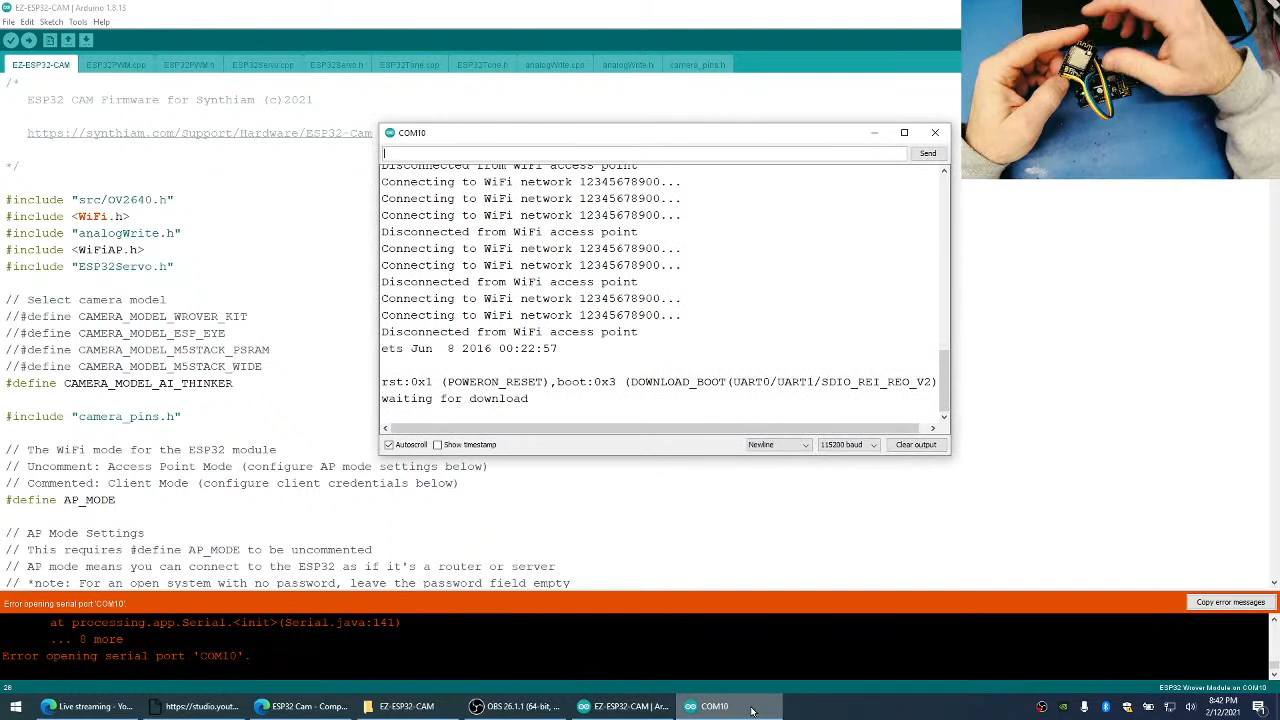 EZ-ESP32-CAM | Arduino 1.8.13
File Edit Sketch Tools Help
EZ-ESP32-CAM ESP32PWM.cpp ESP32PWM.h ESP32Servo.cpp ESP32Servo.h ESP32Tone.cpp ESP32Tone.h analogWrite.cpp analogWrite.h camera_pins.h
/*
ESP32 CAM Firmware for Synthiam (c)2021
https://synthiam.com/Support/Hardware/ESP32-Cam
*/
#include "src/OV2640.h"
#include <WiFi.h>
#include "analogWrite.h"
#include <WiFiAP.h>
#include "ESP32Servo.h"
// Select camera model
//#define CAMERA_MODEL_WROVER_KIT
//#define CAMERA_MODEL_ESP_EYE
//#define CAMERA_MODEL_M5STACK_PSRAM
//#define CAMERA_MODEL_M5STACK_WIDE
#define CAMERA_MODEL_AI_THINKER
#include "camera_pins.h"
// The WiFi mode for the ESP32 module
// Uncomment: Access Point Mode (configure AP mode settings below)
// Commented: Client Mode (configure client credentials below)
#define AP_MODE
// AP Mode Settings
// This requires #define AP_MODE to be uncommented
// AP mode means you can connect to the ESP32 as if it's a router or server
// *note: For an open system with no password, leave the password field empty
COM10
Send
Disconnected from WiFi access point
Connecting to WiFi network 12345678900...
Connecting to WiFi network 12345678900...
Connecting to WiFi network 12345678900...
Disconnected from WiFi access point
Connecting to WiFi network 12345678900...
Connecting to WiFi network 12345678900...
Disconnected from WiFi access point
Connecting to WiFi network 12345678900...
Connecting to WiFi network 12345678900...
Disconnected from WiFi access point
ets Jun  8 2016 00:22:57
rst:0x1 (POWERON_RESET),boot:0x3 (DOWNLOAD_BOOT(UART0/UART1/SDIO_REI_REO_V2)
waiting for download
Autoscroll Show timestamp Newline 115200 baud Clear output
Error opening serial port 'COM10'. Copy error messages
at processing.app.Serial.<init>(Serial.java:141)
... 8 more
Error opening serial port 'COM10'.
28 ESP32 Wrover Module on COM10
Live streaming - Yo... https://studio.yout... ESP32 Cam - Comp... EZ-ESP32-CAM OBS 26.1.1 (64-bit, ... EZ-ESP32-CAM | Ar... COM10 8:42 PM
2/12/2021